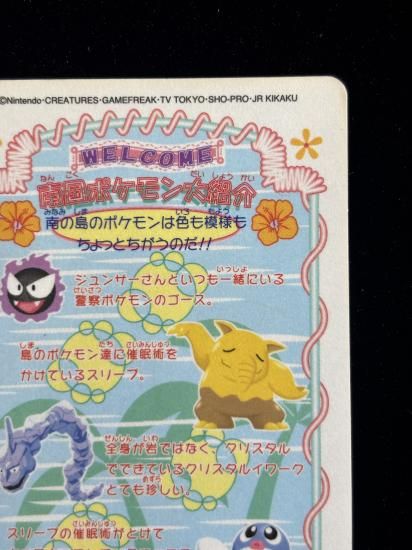 ©Nintendo・CREATURES・GAMEFREAK・TV TOKYO・SHO-PRO・JR KIKAKU
WELCOME
南国ポケモン大紹介
南の島のポケモンは色も模様も
ちょっとちがうのだ!!
ジュンサーさんといつも一緒にいる
警察ポケモンのゴース。
島のポケモン達に催眠術を
かけているスリープ。
全身が岩ではなく、クリスタル
でできているクリスタルイワーク
とても珍しい。
スリープの催眠術がとけて